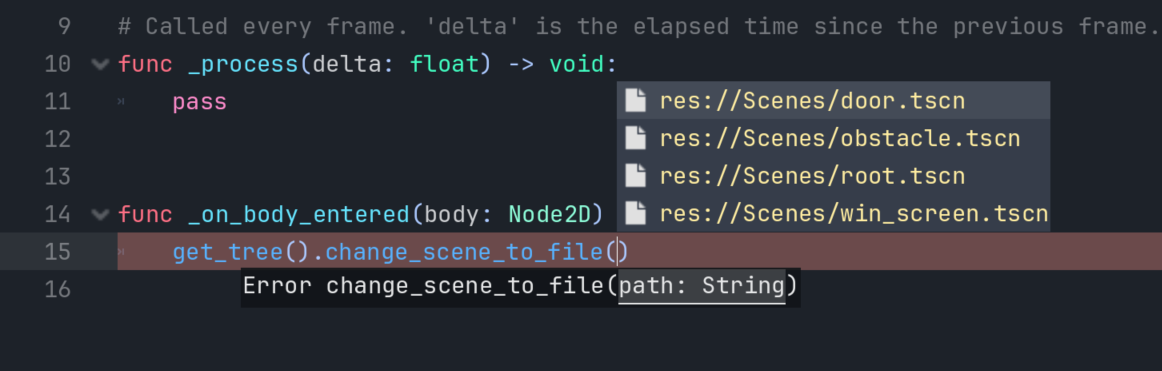 9 # Called every frame. 'delta' is the elapsed time since the previous frame.
10 func _process(delta: float) -> void:
11 pass
res://Scenes/door.tscn
12
res://Scenes/obstacle.tscn
13
res://Scenes/root.tscn
14 func _on_body_entered(body: Node2D)
res://Scenes/win_screen.tscn
15 get_tree().change_scene_to_file()
16
Error change_scene_to_file(path: String)